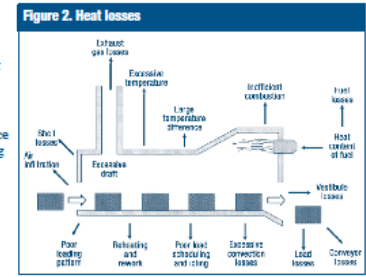 Figure 2. Heat losses
Exhaust
gas losses
Excessive
temperature
Inefficient
combustion
Fuel
losses
Large
temperature
difference
Shell
losses
Heat
content
of fuel
Air
infiltration
Excessive
draft
Vestibule
losses
Poor
loading
pattern
Reheating
and
rework
Poor load
scheduling
and idling
Excessive
convection
losses
Load
losses
Conveyor
losses